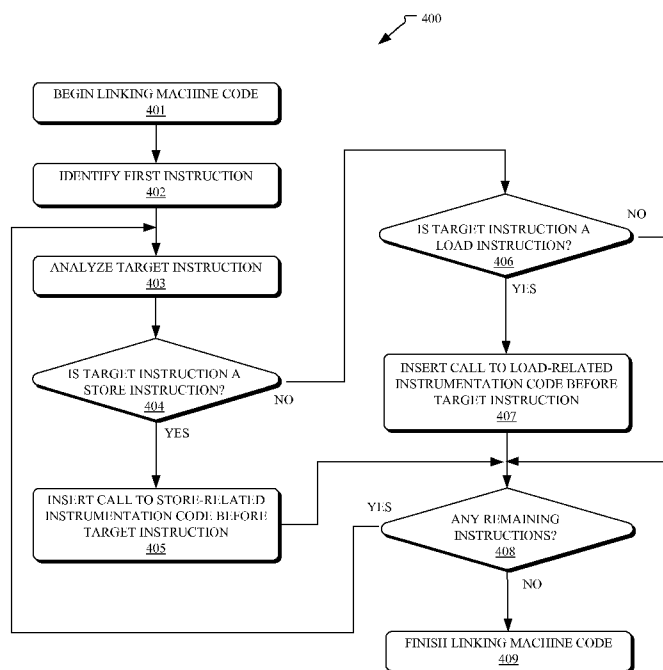 400
BEGIN LINKING MACHINE CODE
401
IDENTIFY FIRST INSTRUCTION
402
ANALYZE TARGET INSTRUCTION
403
IS TARGET INSTRUCTION A
STORE INSTRUCTION?
404
NO
YES
INSERT CALL TO STORE-RELATED
INSTRUMENTATION CODE BEFORE
TARGET INSTRUCTION
405
IS TARGET INSTRUCTION A
LOAD INSTRUCTION?
406
NO
YES
INSERT CALL TO LOAD-RELATED
INSTRUMENTATION CODE BEFORE
TARGET INSTRUCTION
407
YES
ANY REMAINING
INSTRUCTIONS?
408
NO
FINISH LINKING MACHINE CODE
409